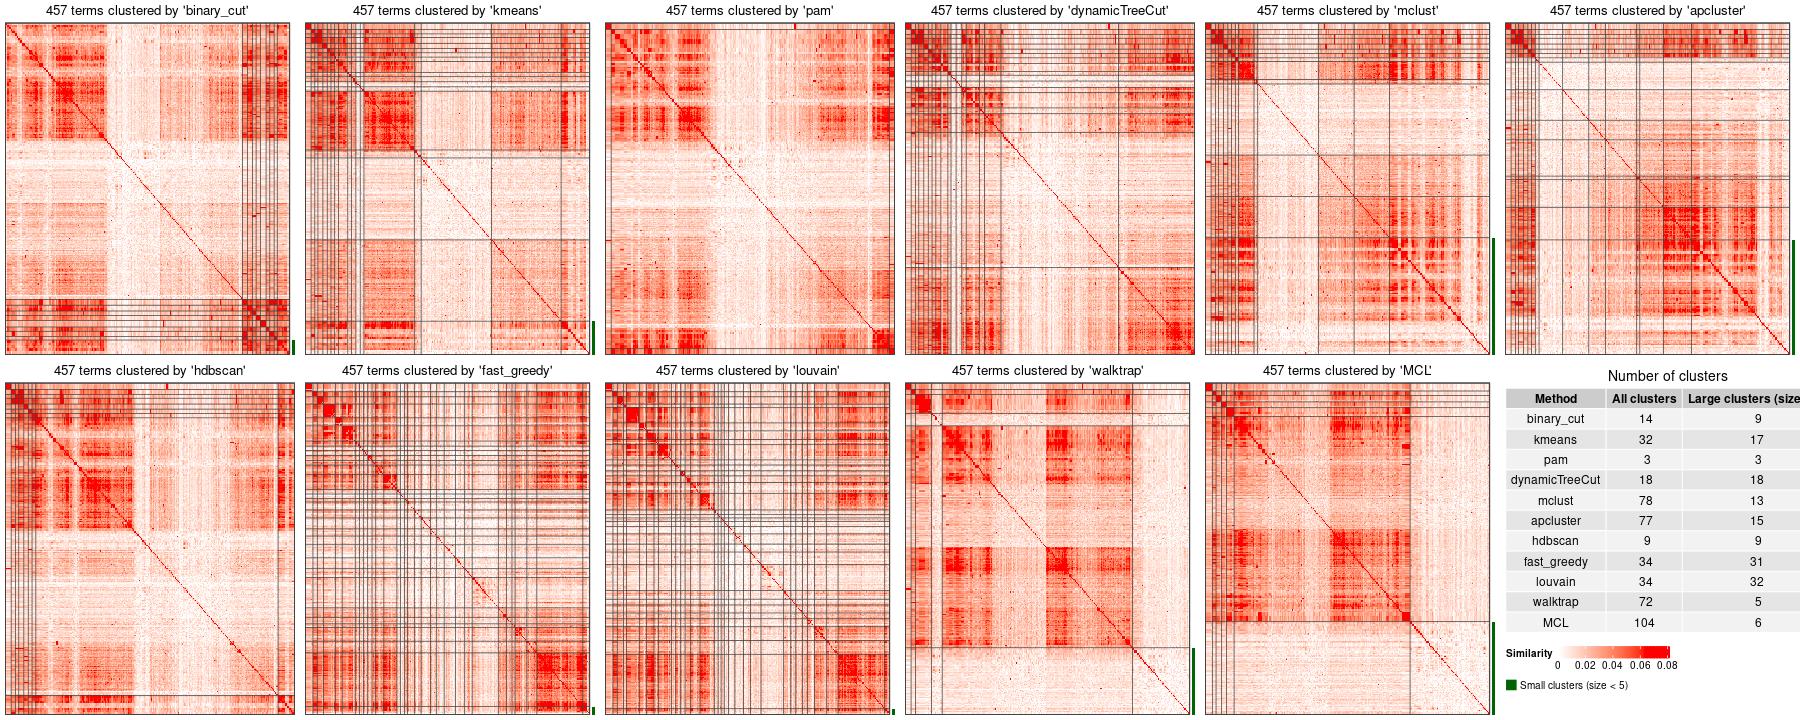 457 terms clustered by 'binary_cut'
457 terms clustered by 'kmeans'
457 terms clustered by 'pam'
457 terms clustered by 'dynamicTreeCut'
457 terms clustered by 'mclust'
457 terms clustered by 'apcluster'
457 terms clustered by 'hdbscan'
457 terms clustered by 'fast_greedy'
457 terms clustered by 'louvain'
457 terms clustered by 'walktrap'
457 terms clustered by 'MCL'
Number of clusters
Method All clusters Large clusters (size
binary_cut 14 9
kmeans 32 17
pam 3 3
dynamicTreeCut 18 18
mclust 78 13
apcluster 77 15
hdbscan 9 9
fast_greedy 34 31
louvain 34 32
walktrap 72 5
MCL 104 6
Similarity
0 0.02 0.04 0.06 0.08
Small clusters (size < 5)